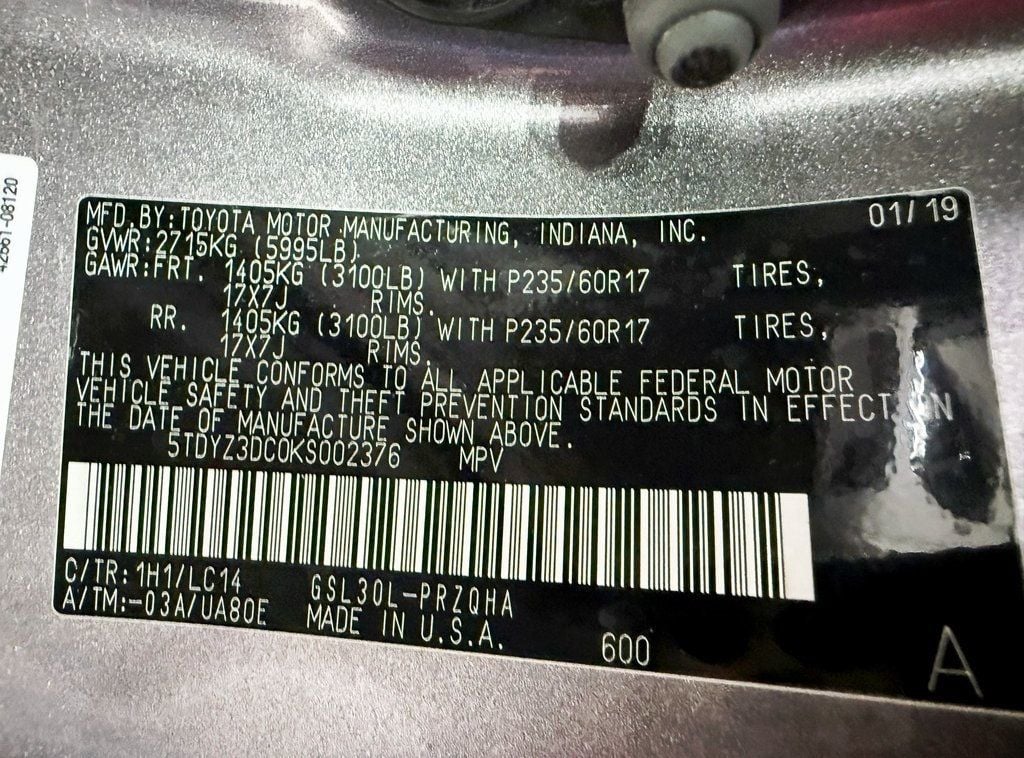 42661-08120
MFD.BY:TOYOTA MOTOR MANUFACTURING, INDIANA, INC. 01/19
GVWR:2715KG (5995LB)
GAWR:FRT. 1405KG (3100LB) WITH P235/60R17 TIRES,
17X7J RIMS.
RR. 1405KG (3100LB) WITH P235/60R17 TIRES,
17X7J RIMS.
THIS VEHICLE CONFORMS TO ALL APPLICABLE FEDERAL MOTOR
VEHICLE SAFETY AND THEFT PREVENTION STANDARDS IN EFFECT ON
THE DATE OF MANUFACTURE SHOWN ABOVE.
5TDYZ3DC0KS002376 MPV
C/TR:1H1/LC14 GSL30L-PRZQHA
A/TM:-03A/UA80E MADE IN U.S.A. 600 A